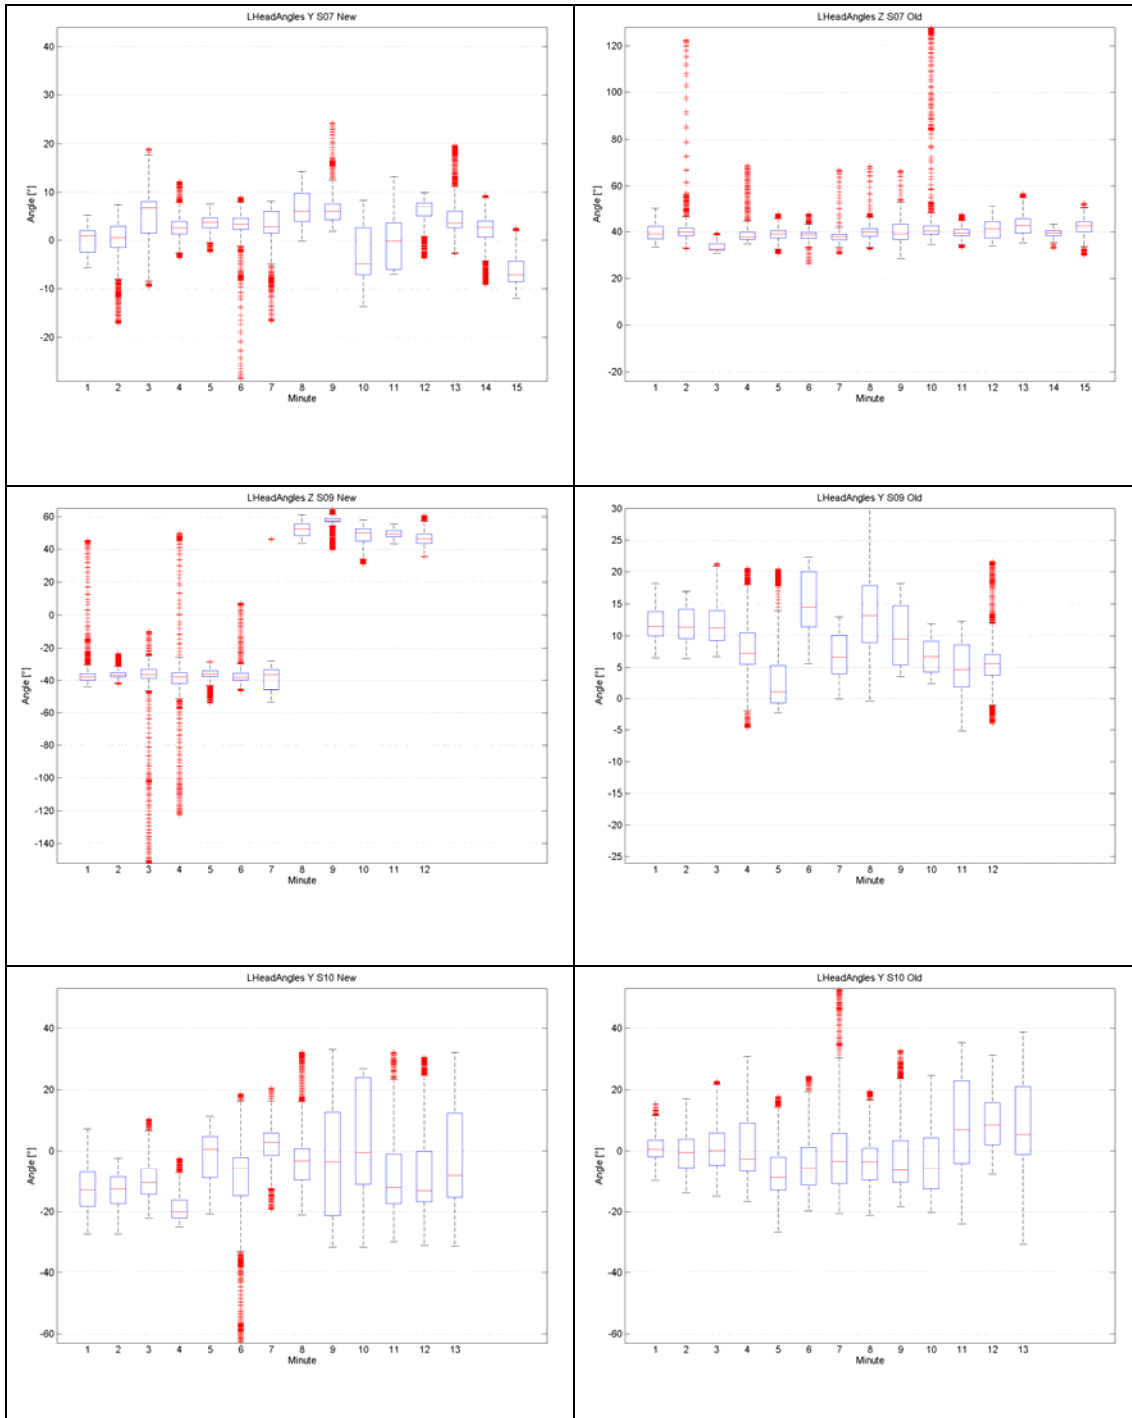 LHeadAngles Y S07 New
40
30
20
10
0
-10
-20
Angle [°]
1 2 3 4 5 6 7 8 9 10 11 12 13 14 15
Minute
LHeadAngles Z S07 Old
120
100
80
60
40
20
0
-20
Angle [°]
1 2 3 4 5 6 7 8 9 10 11 12 13 14 15
Minute
LHeadAngles Z S09 New
60
40
20
0
-20
-40
-60
-80
-100
-120
-140
Angle [°]
1 2 3 4 5 6 7 8 9 10 11 12
Minute
LHeadAngles Y S09 Old
30
25
20
15
10
5
0
-5
-10
-15
-20
-25
Angle [°]
1 2 3 4 5 6 7 8 9 10 11 12
Minute
LHeadAngles Y S10 New
40
20
0
-20
-40
-60
Angle [°]
1 2 3 4 5 6 7 8 9 10 11 12 13
Minute
LHeadAngles Y S10 Old
40
20
0
-20
-40
-60
Angle [°]
1 2 3 4 5 6 7 8 9 10 11 12 13
Minute